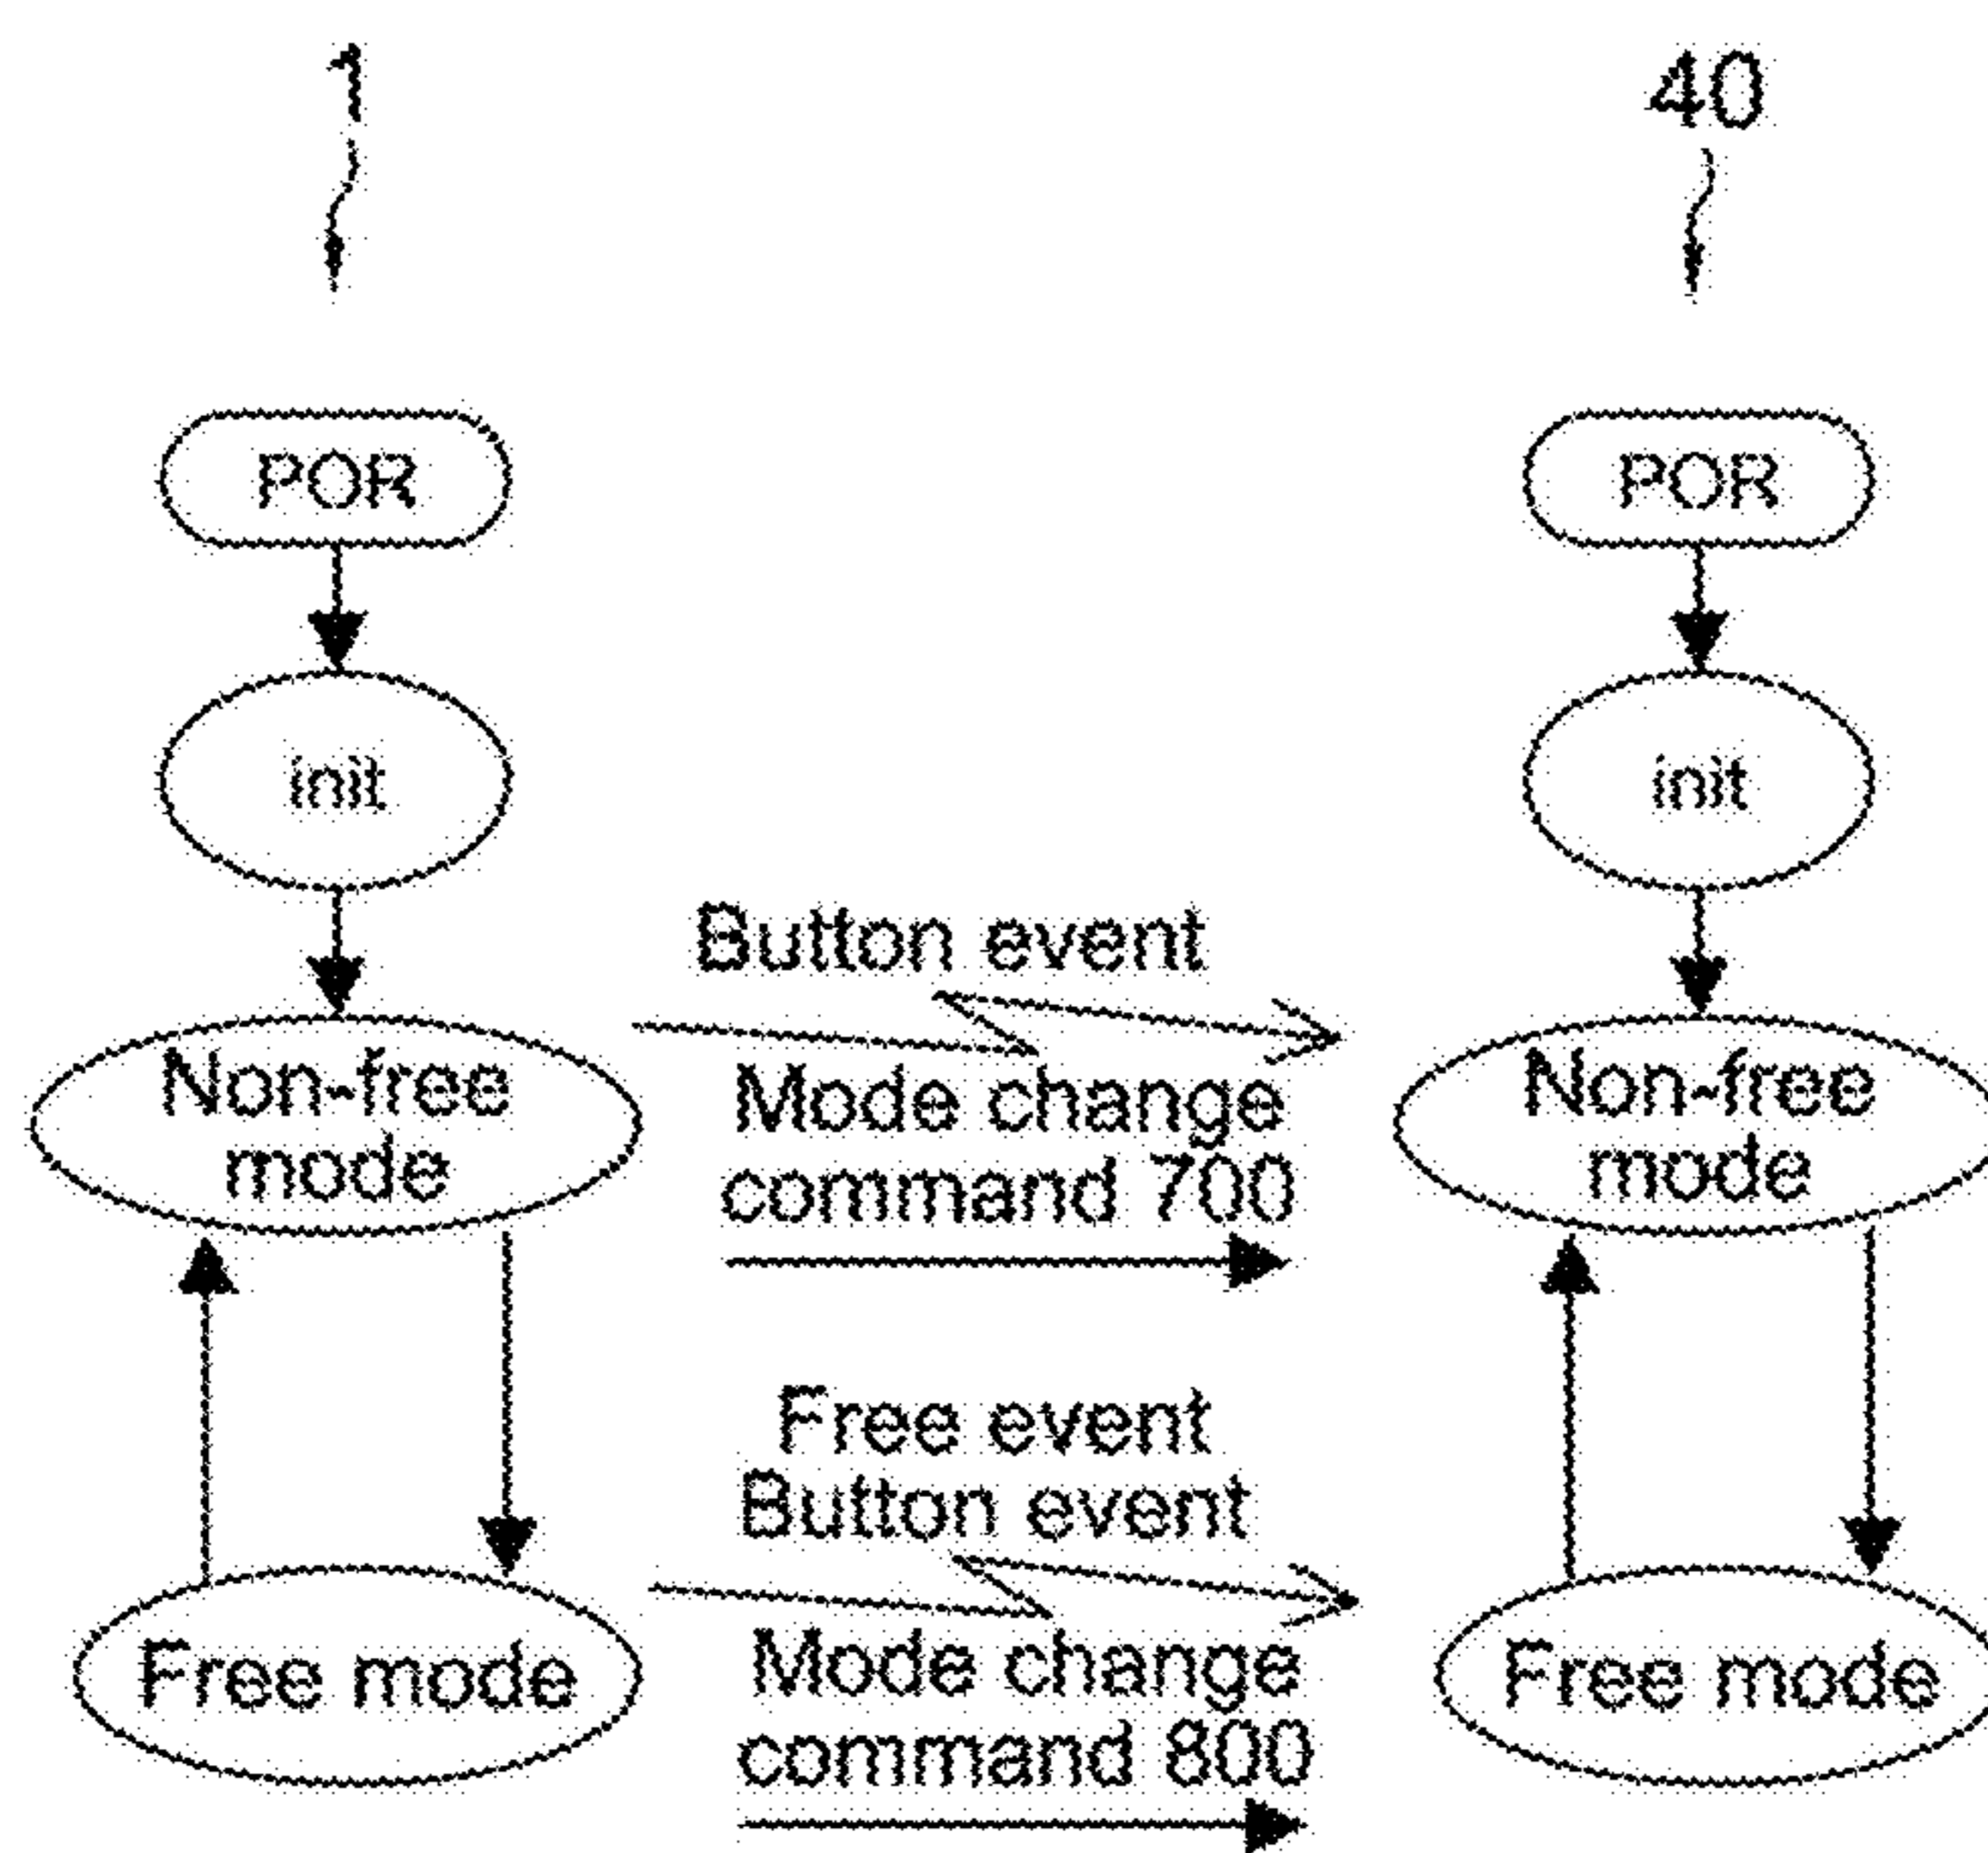 1
40
POR
POR
init
init
Button event
Non-free
mode
Mode change
command 700
Non-free
mode
Free event
Button event
Free mode
Mode change
command 800
Free mode